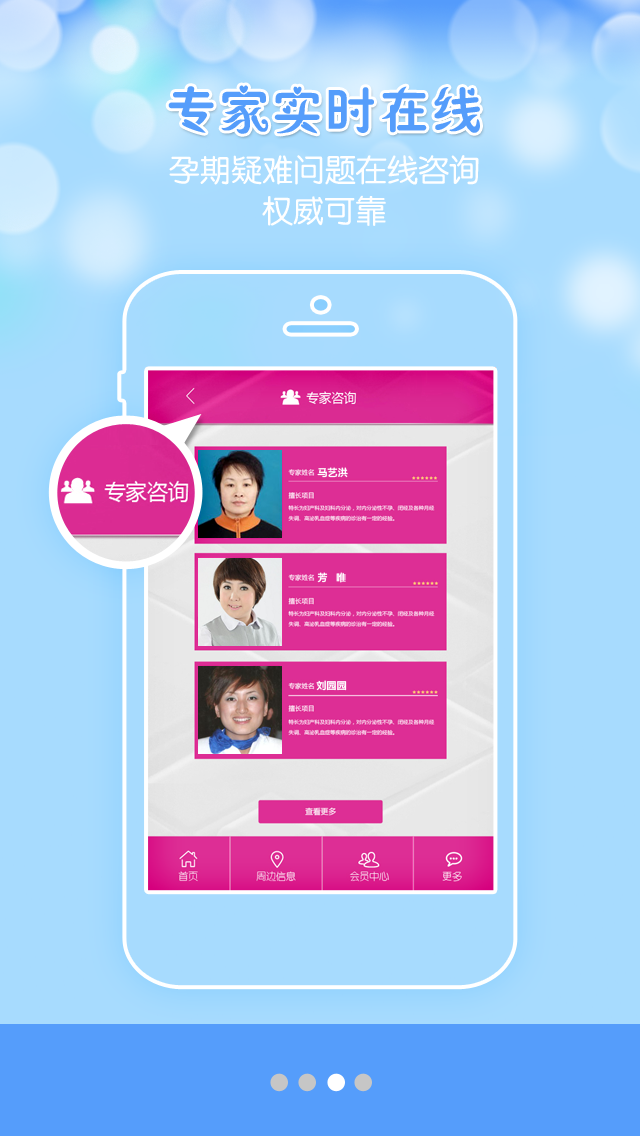 专家实时在线
孕期疑难问题在线咨询
权威可靠
专家咨询
专家咨询
专家姓名 马艺洪
擅长项目
特长为妇产科及妇科内分泌，对内分泌性不孕、闭经及各种月经
失调、高泌乳血症等疾病的诊治有一定的经验。
专家姓名 芳 唯
擅长项目
特长为妇产科及妇科内分泌，对内分泌性不孕、闭经及各种月经
失调、高泌乳血症等疾病的诊治有一定的经验。
专家姓名 刘园园
擅长项目
特长为妇产科及妇科内分泌，对内分泌性不孕、闭经及各种月经
失调、高泌乳血症等疾病的诊治有一定的经验。
查看更多
首页 周边信息 会员中心 更多